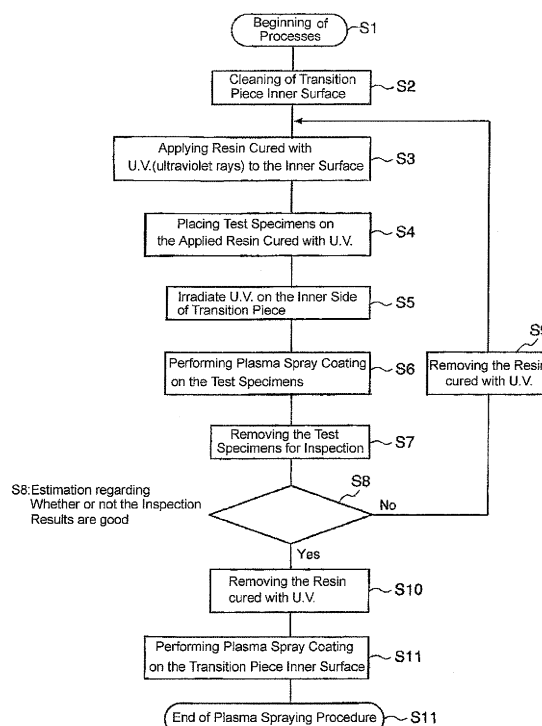 Beginning of
Processes
S1
Cleaning of Transition
Piece Inner Surface
S2
Applying Resin Cured with
U.V.(ultraviolet rays) to the Inner Surface
S3
Placing Test Specimens on
the Applied Resin Cured with U.V.
S4
Irradiate U.V. on the Inner Side
of Transition Piece
S5
Performing Plasma Spray Coating
on the Test Specimens
S6
S9
Removing the Resin
cured with U.V.
Removing the Test
Specimens for Inspection
S7
S8:Estimation regarding
Whether or not the Inspection
Results are good
S8
No
Yes
Removing the Resin
cured with U.V.
S10
Performing Plasma Spray Coating
on the Transition Piece Inner Surface
S11
End of Plasma Spraying Procedure
S11